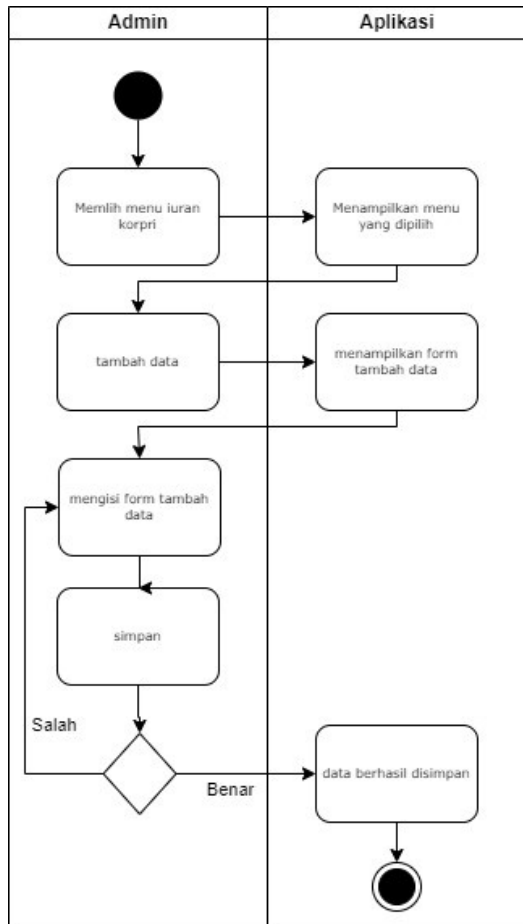 Admin
Aplikasi
Memlih menu iuran
korpri
Menampilkan menu
yang dipilih
tambah data
menampilkan form
tambah data
mengisi form tambah
data
simpan
Salah
Benar
data berhasil disimpan